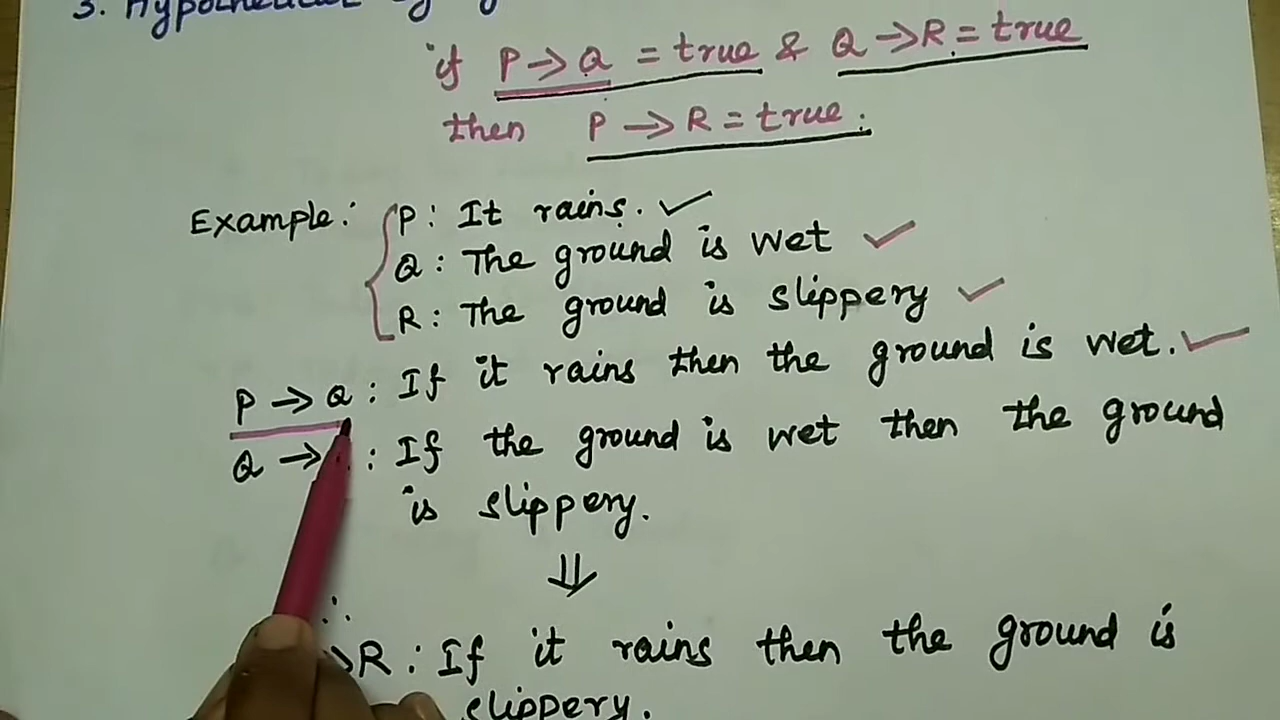 3. Hypothetical
if P → Q = true & Q → R = true
then P → R = true.
Example: P: It rains.
Q: The ground is wet
R: The ground is slippery
P → Q: If it rains then the ground is wet.
Q → : If the ground is wet then the ground
is slippery.
⇓
∴
→ R: If it rains then the ground is
slippery.